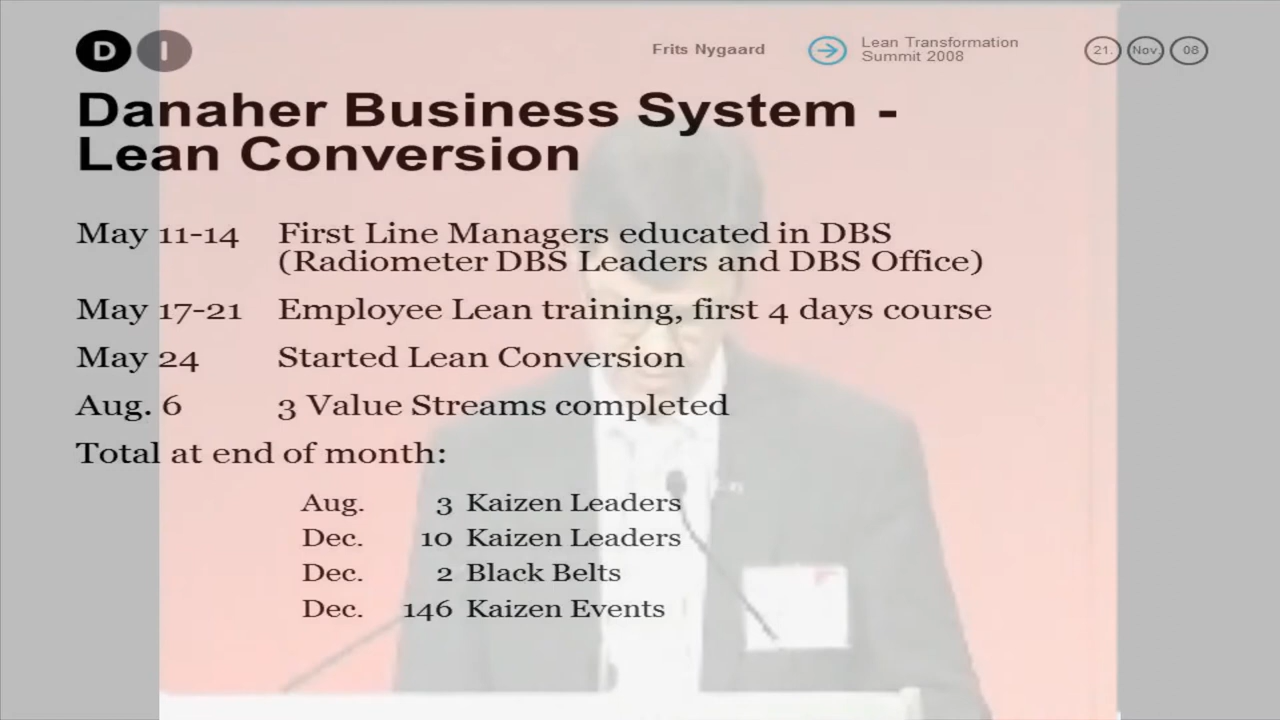 D I
Frits Nygaard
Lean Transformation
Summit 2008
21. Nov. 08
Danaher Business System -
Lean Conversion
May 11-14 First Line Managers educated in DBS
(Radiometer DBS Leaders and DBS Office)
May 17-21 Employee Lean training, first 4 days course
May 24 Started Lean Conversion
Aug. 6 3 Value Streams completed
Total at end of month:
Aug. 3 Kaizen Leaders
Dec. 10 Kaizen Leaders
Dec. 2 Black Belts
Dec. 146 Kaizen Events